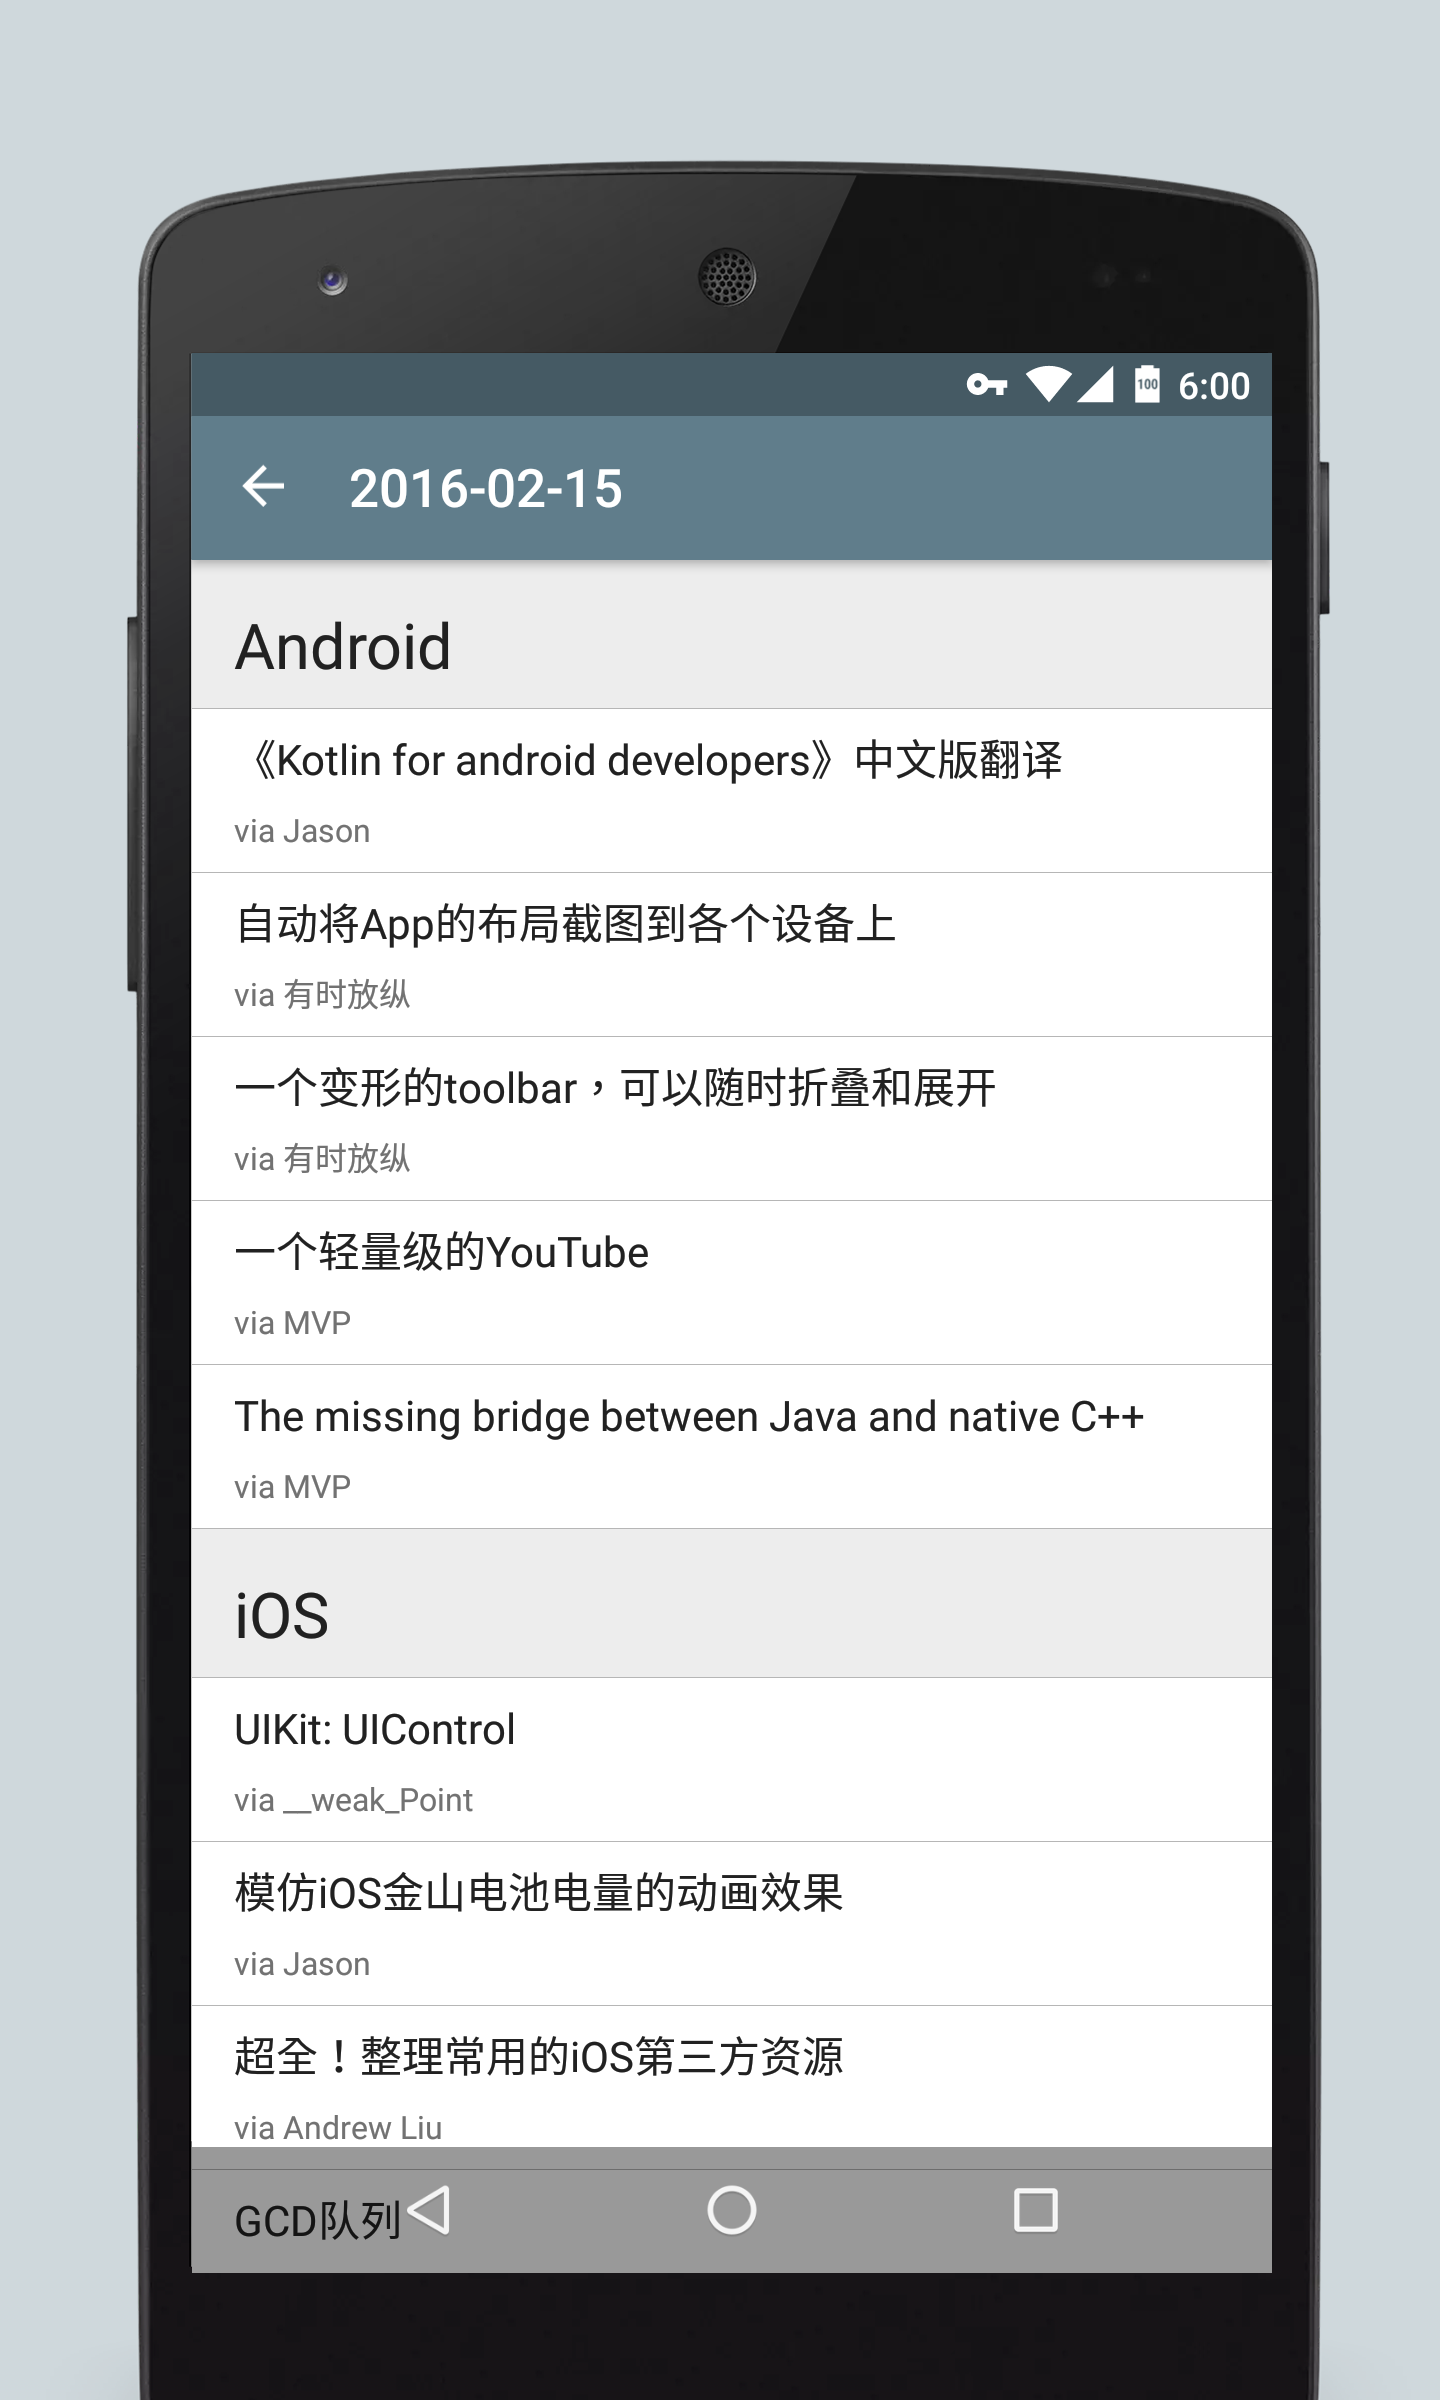 100 6:00
2016-02-15
Android
《Kotlin for android developers》中文版翻译
via Jason
自动将App的布局截图到各个设备上
via 有时放纵
一个变形的toolbar，可以随时折叠和展开
via 有时放纵
一个轻量级的YouTube
via MVP
The missing bridge between Java and native C++
via MVP
iOS
UIKit: UIControl
via __weak_Point
模仿iOS金山电池电量的动画效果
via Jason
超全！整理常用的iOS第三方资源
via Andrew Liu
GCD队列